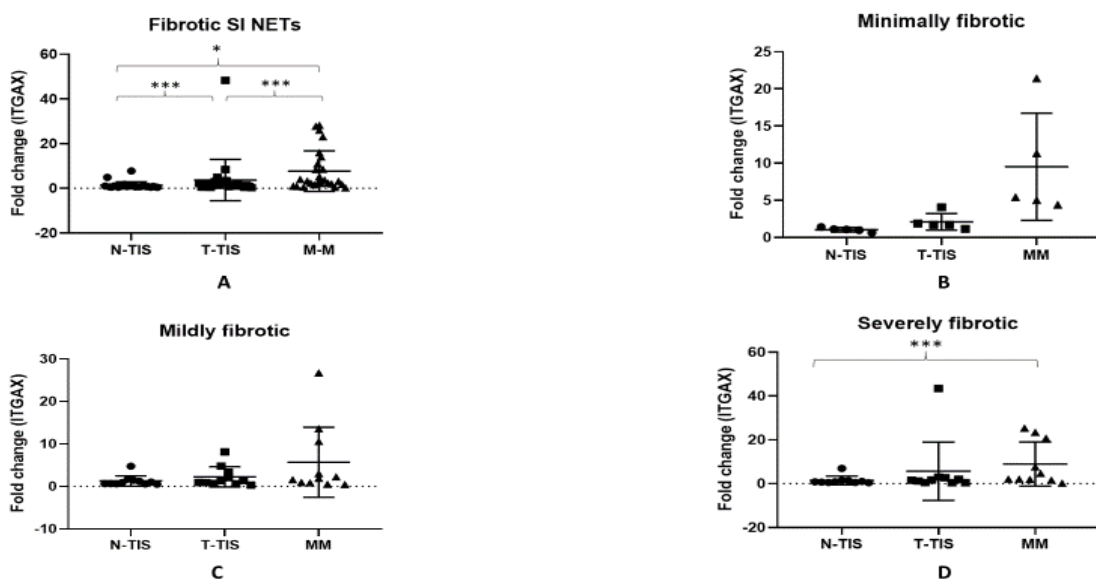 Fibrotic SI NETs
Fold change (ITGAX)
60
40
20
0
-20
*
***
***
N-TIS T-TIS M-M
A
Minimally fibrotic
Fold change (ITGAX)
25
20
15
10
5
0
N-TIS T-TIS MM
B
Mildly fibrotic
Fold change (ITGAX)
30
20
10
0
-10
N-TIS T-TIS MM
C
Severely fibrotic
Fold change (ITGAX)
60
40
20
0
-20
***
N-TIS T-TIS MM
D